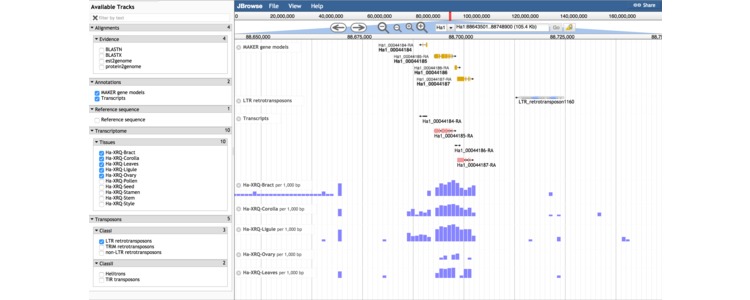 Available Tracks
filter by text
Alignments 4
Evidence 4
BLASTN
BLASTX
est2genome
protein2genome
Annotations 2
MAKER gene models
Transcripts
Reference sequence 1
Reference sequence
Transcriptome 10
Tissues 10
Ha-XRQ-Bract
Ha-XRQ-Corolla
Ha-XRQ-Leaves
Ha-XRQ-Ligule
Ha-XRQ-Ovary
Ha-XRQ-Pollen
Ha-XRQ-Seed
Ha-XRQ-Stamen
Ha-XRQ-Stem
Ha-XRQ-Style
Transposons 5
ClassI 3
LTR retrotransposons
TRIM retrotransposons
non-LTR retrotransposons
ClassII 2
Helitrons
TIR transposons
JBrowse File View Help Share
0 20,000,000 40,000,000 60,000,000 80,000,000 100,000,000 120,000,000 140,000,000 160,000,000
Ha1 Ha1:88643501..88748900 (105.4 Kb) Go
88,650,000 88,675,000 88,700,000 88,725,000 88,7
MAKER gene models
Ha1_00044184-RA
Ha1_00044184
Ha1_00044185-RA
Ha1_00044185
Ha1_00044186-RA
Ha1_00044186
Ha1_00044187-RA
Ha1_00044187
LTR retrotransposons
LTR_retrotransposon1160
Transcripts
Ha1_00044184-RA
Ha1_00044185-RA
Ha1_00044186-RA
Ha1_00044187-RA
Ha-XRQ-Bract per 1,000 bp
Ha-XRQ-Corolla per 1,000 bp
Ha-XRQ-Ligule per 1,000 bp
Ha-XRQ-Ovary per 1,000 bp
Ha-XRQ-Leaves per 1,000 bp